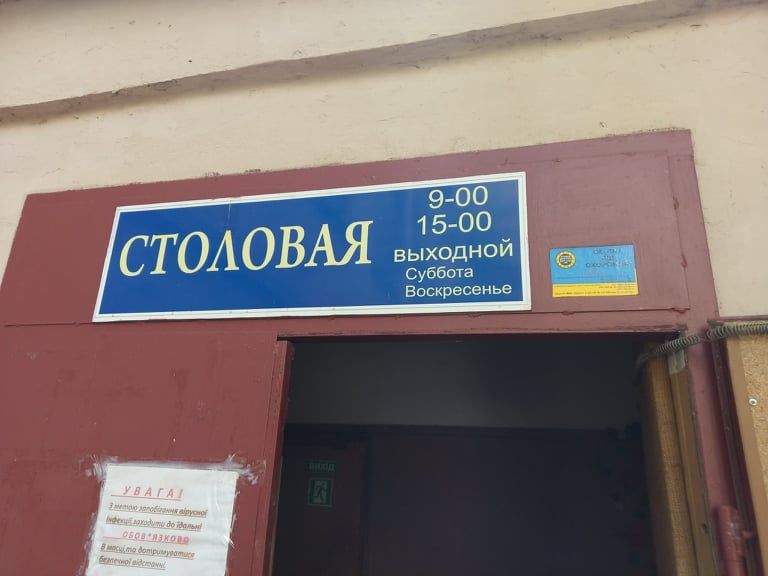 СТОЛОВАЯ
9-00
15-00
выходной
Суббота
Воскресенье
ВИХІД
УВАГА!
З метою запобігання вірусної
інфекції,заходити до їдальні
ОБОВ*ЯЗКОВО
В масці,та дотримуватися
безпечної відстанні.